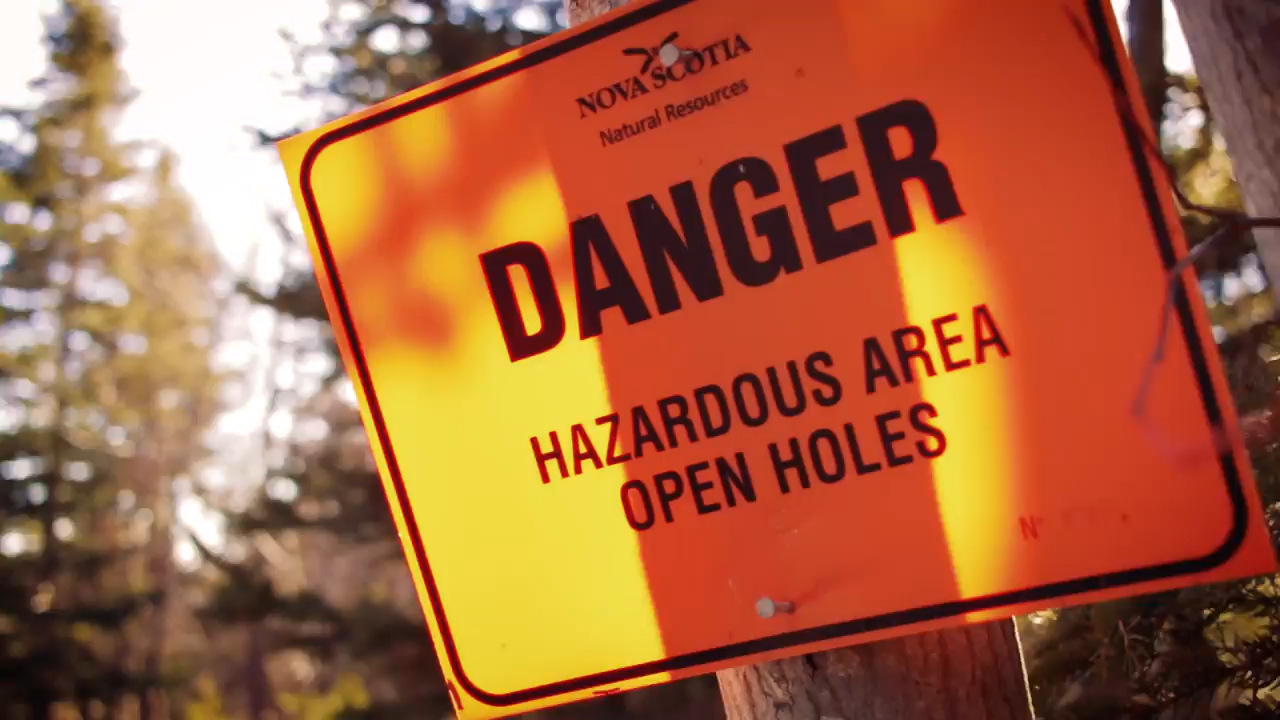 NOVA SCOTIA
Natural Resources
DANGER
HAZARDOUS AREA
OPEN HOLES
N°